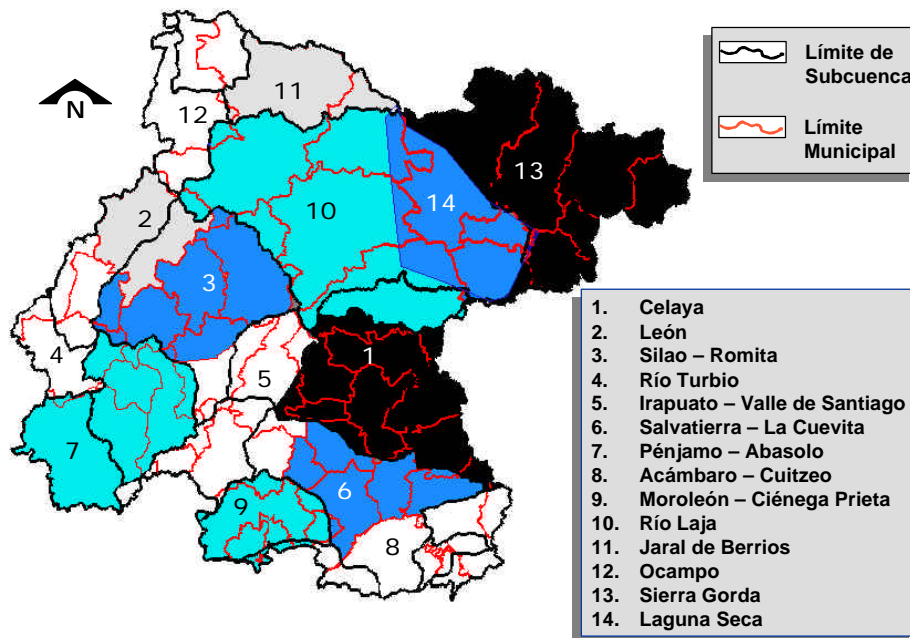 Límite de
Subcuenca
Límite
Municipal
N
11
12
13
14
2
10
3
4
1
5
7
6
9
8
1. Celaya
2. León
3. Silao – Romita
4. Río Turbio
5. Irapuato – Valle de Santiago
6. Salvatierra – La Cuevita
7. Pénjamo – Abasolo
8. Acámbaro – Cuitzeo
9. Moroleón – Ciénega Prieta
10. Río Laja
11. Jaral de Berrios
12. Ocampo
13. Sierra Gorda
14. Laguna Seca